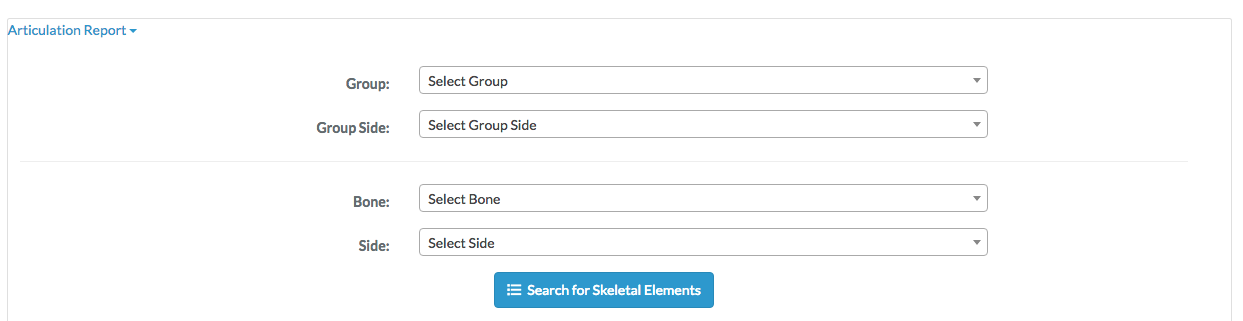 Articulation Report
Group: Select Group
Group Side: Select Group Side
Bone: Select Bone
Side: Select Side
Search for Skeletal Elements